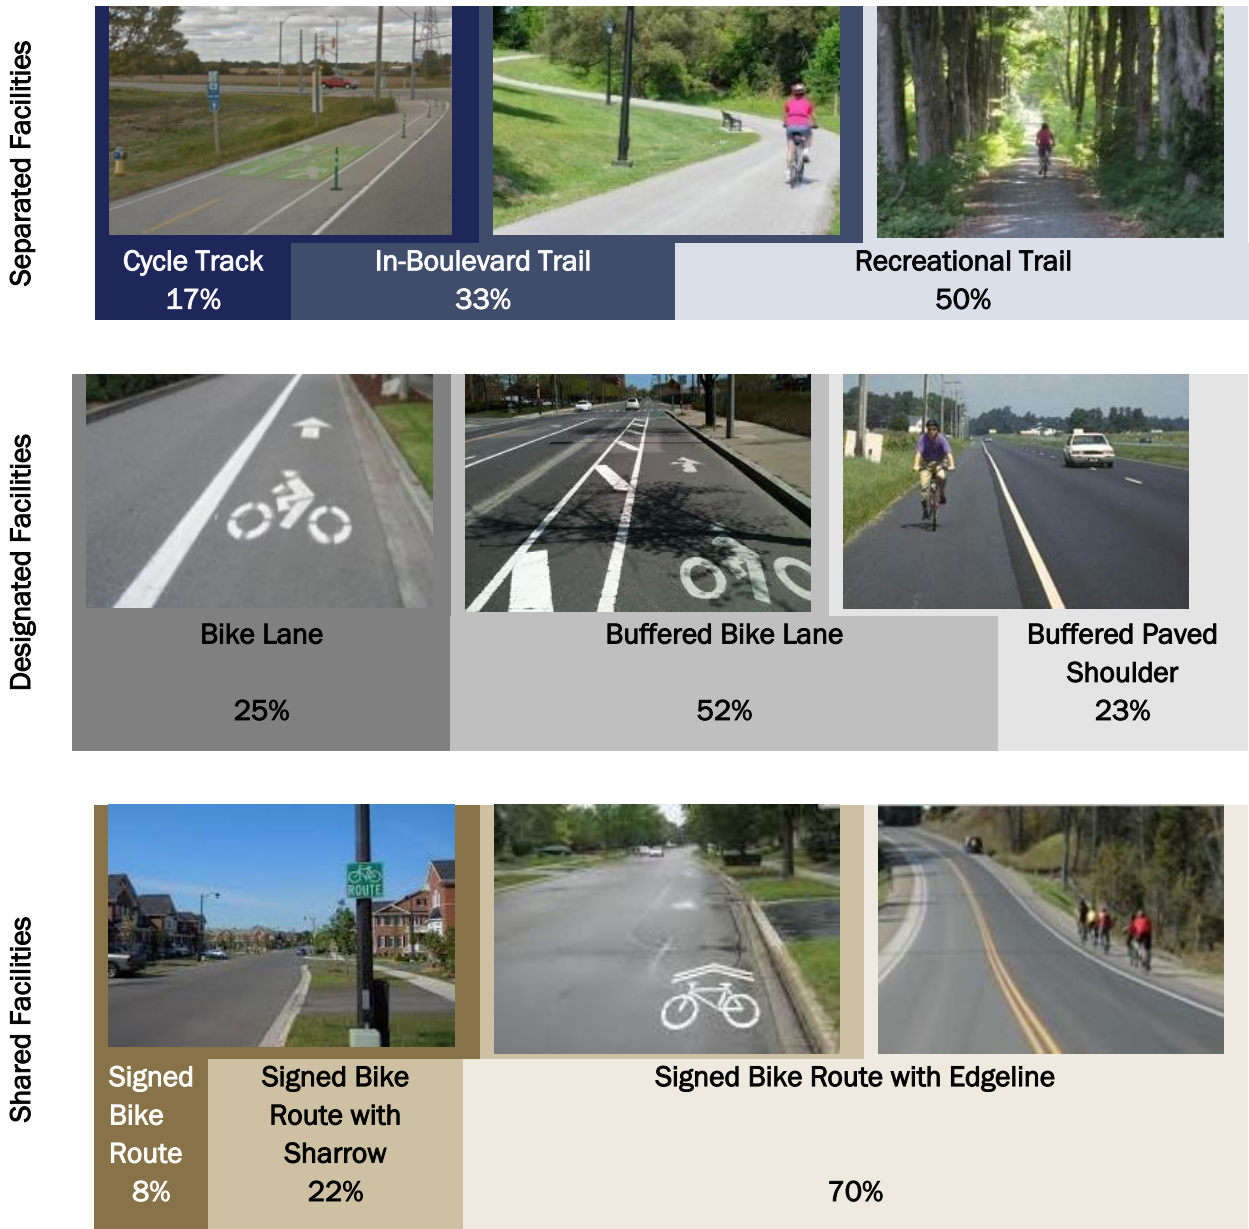 Separated Facilities
Cycle Track
17%
In-Boulevard Trail
33%
Recreational Trail
50%
Designated Facilities
Bike Lane
25%
Buffered Bike Lane
52%
Buffered Paved
Shoulder
23%
Shared Facilities
ROUTE
Signed
Bike
Route
8%
Signed Bike
Route with
Sharrow
22%
Signed Bike Route with Edgeline
70%